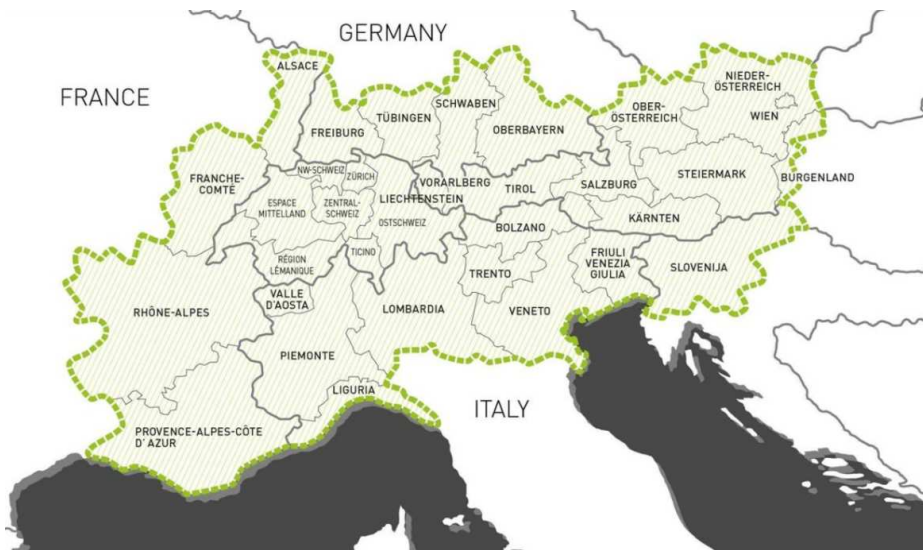 GERMANY
FRANCE
ALSACE
FREIBURG
TÜBINGEN
SCHWABEN
OBERBAYERN
OBER-
ÖSTERREICH
NIEDER-
ÖSTERREICH
WIEN
BURGENLAND
STEIERMARK
SALZBURG
KÄRNTEN
TIROL
VORARLBERG
LIECHTENSTEIN
FRANCHE-
COMTÉ
NW-SCHWEIZ
ZÜRICH
ESPACE
MITTELLAND
ZENTRAL-
SCHWEIZ
OSTSCHWEIZ
RÉGION
LÉMANIQUE
TICINO
BOLZANO
TRENTO
FRIULI
VENEZIA
GIULIA
SLOVENIJA
RHÔNE-ALPES
VALLE
D'AOSTA
LOMBARDIA
VENETO
PIEMONTE
LIGURIA
ITALY
PROVENCE-ALPES-CÔTE
D' AZUR